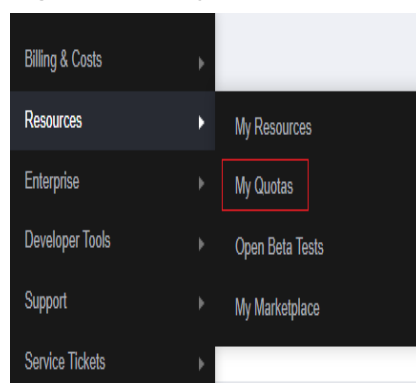 Billing & Costs
Resources
Enterprise
Developer Tools
Support
Service Tickets
My Resources
My Quotas
Open Beta Tests
My Marketplace